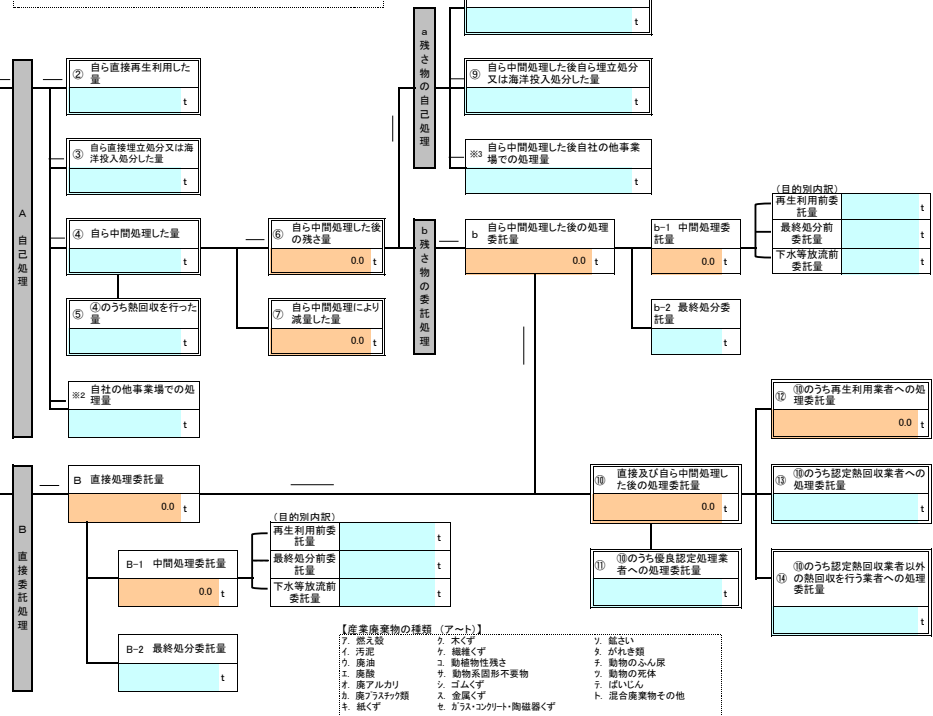 t
a
残
さ
物
の
自
己
処
理
② 自ら直接再生利用した
量
t
⑨ 自ら中間処理した後自ら埋立処分
又は海洋投入処分した量
t
③ 自ら直接埋立処分又は海
洋投入処分した量
t
※3 自ら中間処理した後自社の他事業
場での処理量
t
A
自
己
処
理
④ 自ら中間処理した量
t
⑥ 自ら中間処理した後
の残さ量
0.0 t
b
残
さ
物
の
委
託
処
理
b 自ら中間処理した後の処理
委託量
0.0 t
b-1 中間処理委
託量
0.0 t
(目的別内訳)
再生利用前委
託量
t
最終処分前
委託量
t
下水等放流前
委託量
t
⑤ ④のうち熱回収を行った
量
t
⑦ 自ら中間処理により
減量した量
0.0 t
b-2 最終処分委
託量
t
※2 自社の他事業場での処
理量
t
⑫ ⑩のうち再生利用業者への処
理委託量
0.0 t
B
直
接
委
託
処
理
B 直接処理委託量
0.0 t
⑩ 直接及び自ら中間処理し
た後の処理委託量
0.0 t
⑬ ⑩のうち認定熱回収業者への
処理委託量
t
B-1 中間処理委託量
0.0 t
(目的別内訳)
再生利用前委
託量
t
最終処分前委
託量
t
下水等放流前
委託量
t
⑪ ⑩のうち優良認定処理業
者への処理委託量
t
⑭ ⑩のうち認定熱回収業者以外
の熱回収を行う業者への処理
委託量
t
B-2 最終処分委託量
t
【産業廃棄物の種類 (ア～ト)】
ア. 燃え殻
イ. 汚泥
ウ. 廃油
エ. 廃酸
オ. 廃アルカリ
カ. 廃プラスチック類
キ. 紙くず
ク. 木くず
ケ. 繊維くず
コ. 動植物性残さ
サ. 動物系固形不要物
シ. ゴムくず
ス. 金属くず
セ. ガラス・コンクリート・陶磁器くず
ソ. 鉱さい
タ. がれき類
チ. 動物のふん尿
ツ. 動物の死体
テ. ばいじん
ト. 混合廃棄物その他